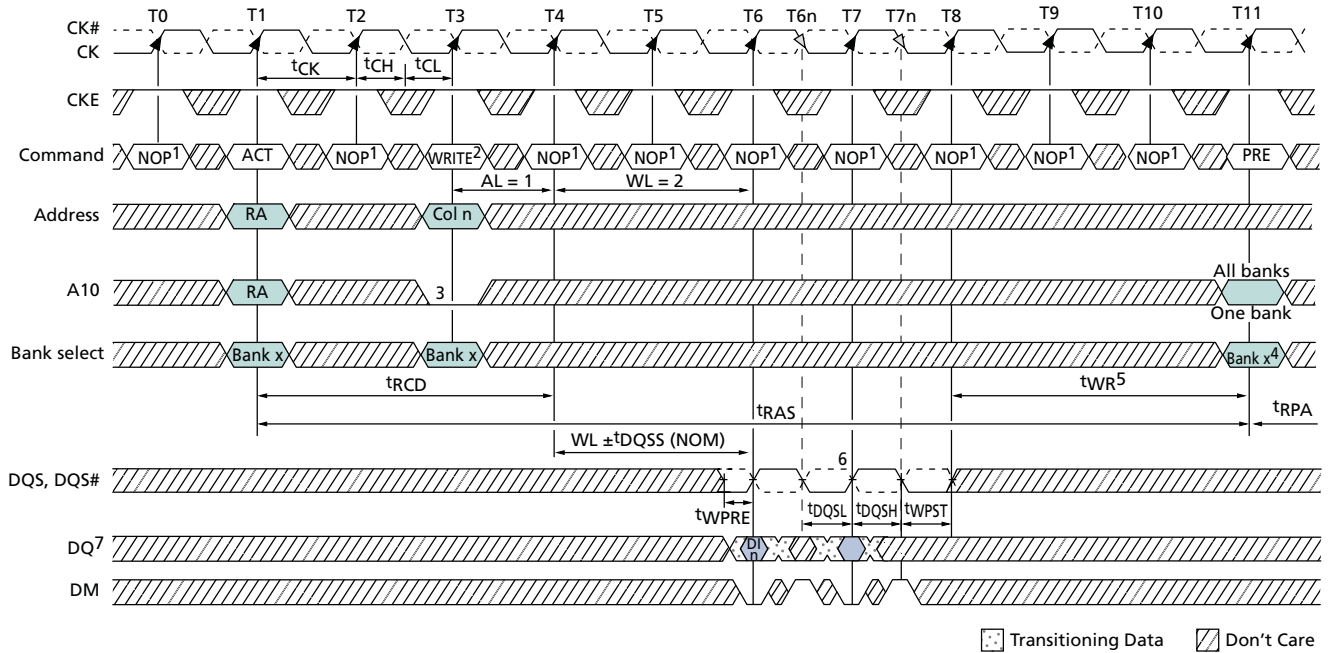 T0 T1 T2 T3 T4 T5 T6 T6n T7 T7n T8 T9 T10 T11
CK#
CK
tCK tCH tCL
CKE
Command NOP1 ACT NOP1 WRITE2 NOP1 NOP1 NOP1 NOP1 NOP1 NOP1 NOP1 PRE
AL = 1 WL = 2
Address RA Col n
All banks
A10 RA 3
One bank
Bank select Bank x Bank x Bank x4
tRCD tWR5
tRAS tRPA
WL ±tDQSS (NOM)
6
DQS, DQS#
tWPRE tDQSL tDQSH tWPST
DQ7 DI
n
DM
Transitioning Data Don't Care